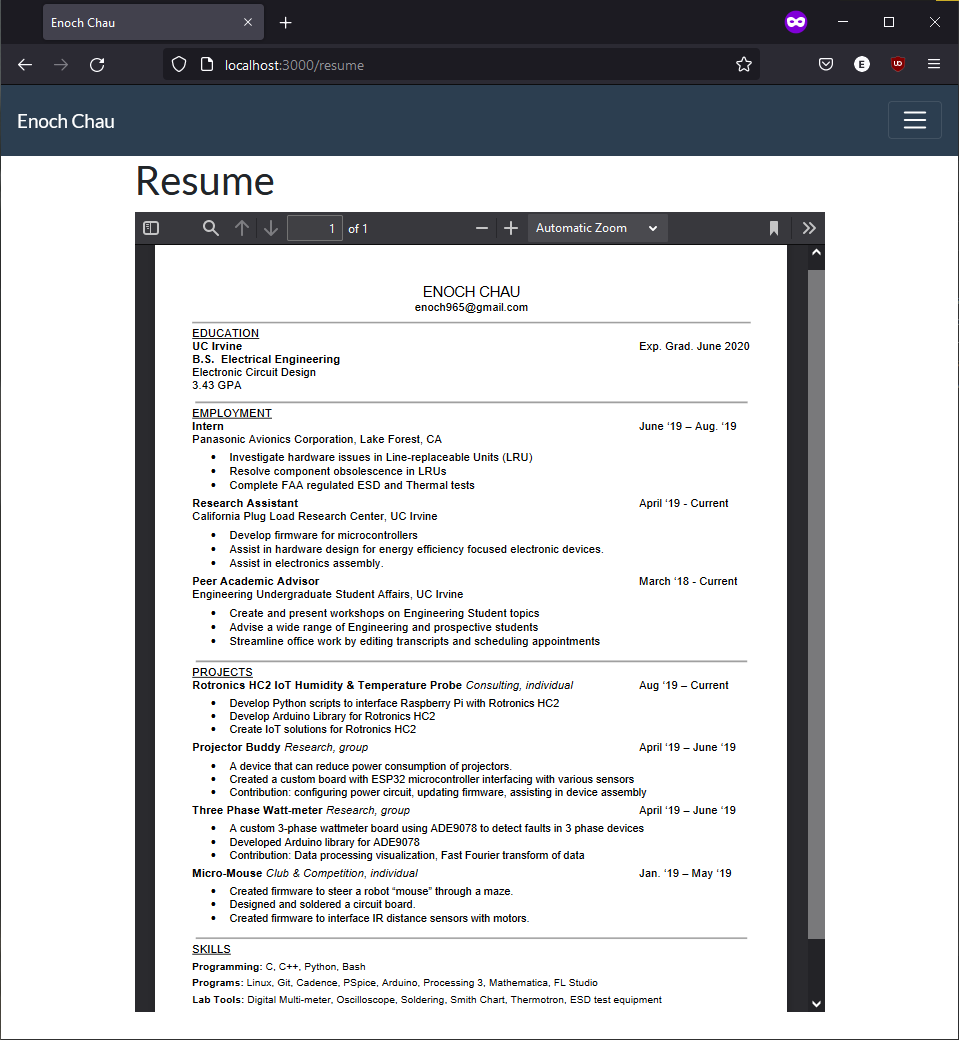 Enoch Chau
localhost:3000/resume
E
Enoch Chau
Resume
1 of 1
Automatic Zoom
ENOCH CHAU
enoch965@gmail.com
EDUCATION
UC Irvine Exp. Grad. June 2020
B.S. Electrical Engineering
Electronic Circuit Design
3.43 GPA
EMPLOYMENT
Intern June ‘19 – Aug. ‘19
Panasonic Avionics Corporation, Lake Forest, CA
• Investigate hardware issues in Line-replaceable Units (LRU)
• Resolve component obsolescence in LRUs
• Complete FAA regulated ESD and Thermal tests
Research Assistant April ‘19 - Current
California Plug Load Research Center, UC Irvine
• Develop firmware for microcontrollers
• Assist in hardware design for energy efficiency focused electronic devices.
• Assist in electronics assembly.
Peer Academic Advisor March ‘18 - Current
Engineering Undergraduate Student Affairs, UC Irvine
• Create and present workshops on Engineering Student topics
• Advise a wide range of Engineering and prospective students
• Streamline office work by editing transcripts and scheduling appointments
PROJECTS
Rotronics HC2 IoT Humidity & Temperature Probe Consulting, individual Aug ‘19 – Current
• Develop Python scripts to interface Raspberry Pi with Rotronics HC2
• Develop Arduino Library for Rotronics HC2
• Create IoT solutions for Rotronics HC2
Projector Buddy Research, group April ‘19 – June ‘19
• A device that can reduce power consumption of projectors.
• Created a custom board with ESP32 microcontroller interfacing with various sensors
• Contribution: configuring power circuit, updating firmware, assisting in device assembly
Three Phase Watt-meter Research, group April ‘19 – June ‘19
• A custom 3-phase wattmeter board using ADE9078 to detect faults in 3 phase devices
• Developed Arduino library for ADE9078
• Contribution: Data processing visualization, Fast Fourier transform of data
Micro-Mouse Club & Competition, individual Jan. ‘19 – May ‘19
• Created firmware to steer a robot “mouse” through a maze.
• Designed and soldered a circuit board.
• Created firmware to interface IR distance sensors with motors.
SKILLS
Programming: C, C++, Python, Bash
Programs: Linux, Git, Cadence, PSpice, Arduino, Processing 3, Mathematica, FL Studio
Lab Tools: Digital Multi-meter, Oscilloscope, Soldering, Smith Chart, Thermotron, ESD test equipment